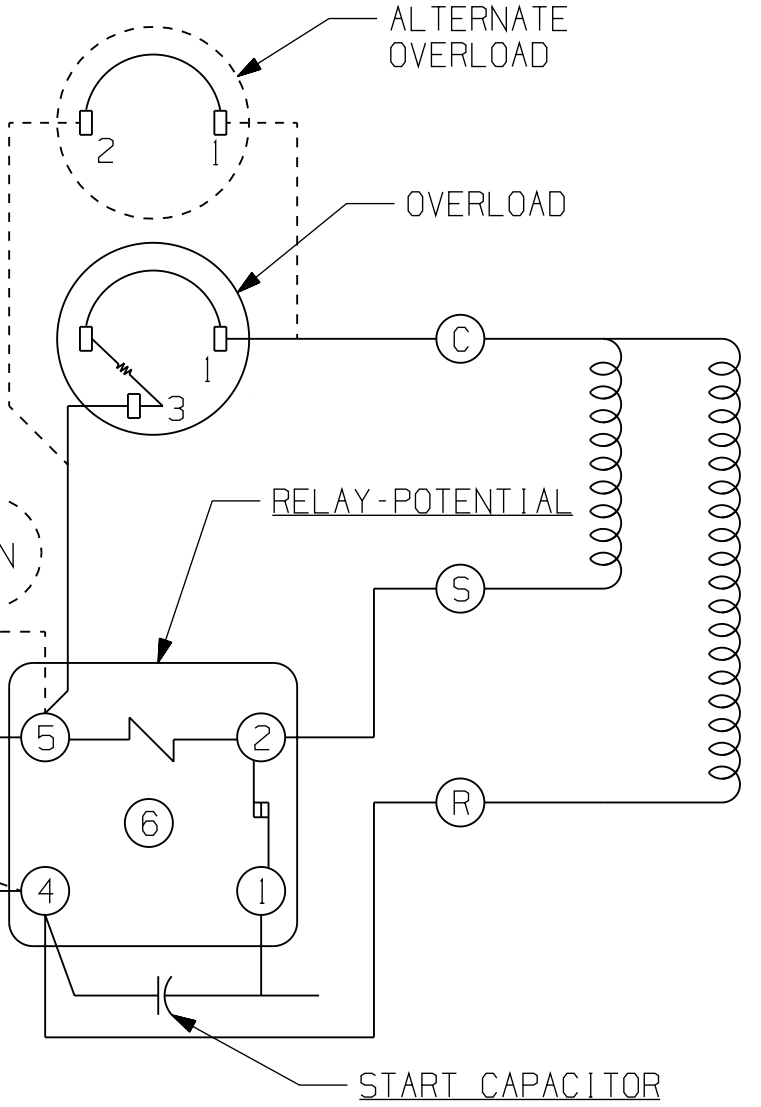 ALTERNATE
OVERLOAD
2 1
OVERLOAD
C
1
3
RELAY-POTENTIAL
N
S
5 2
R
6
4 1
START CAPACITOR